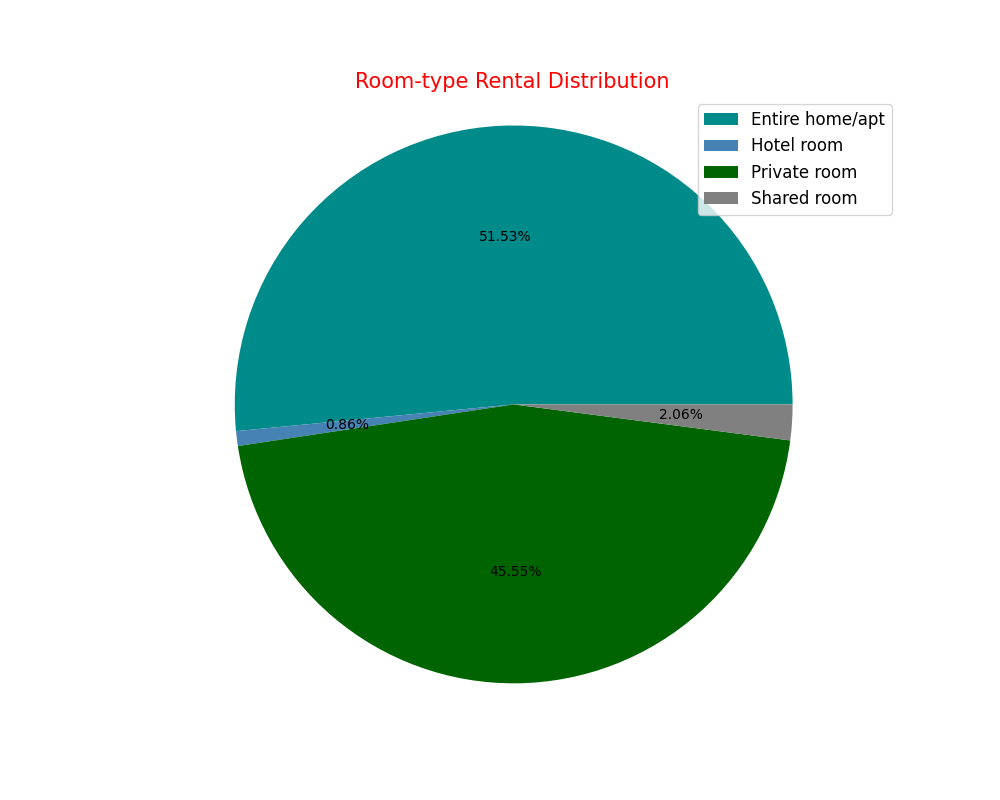 Room-type Rental Distribution
Entire home/apt
Hotel room
Private room
Shared room
51.53%
0.86%
2.06%
45.55%